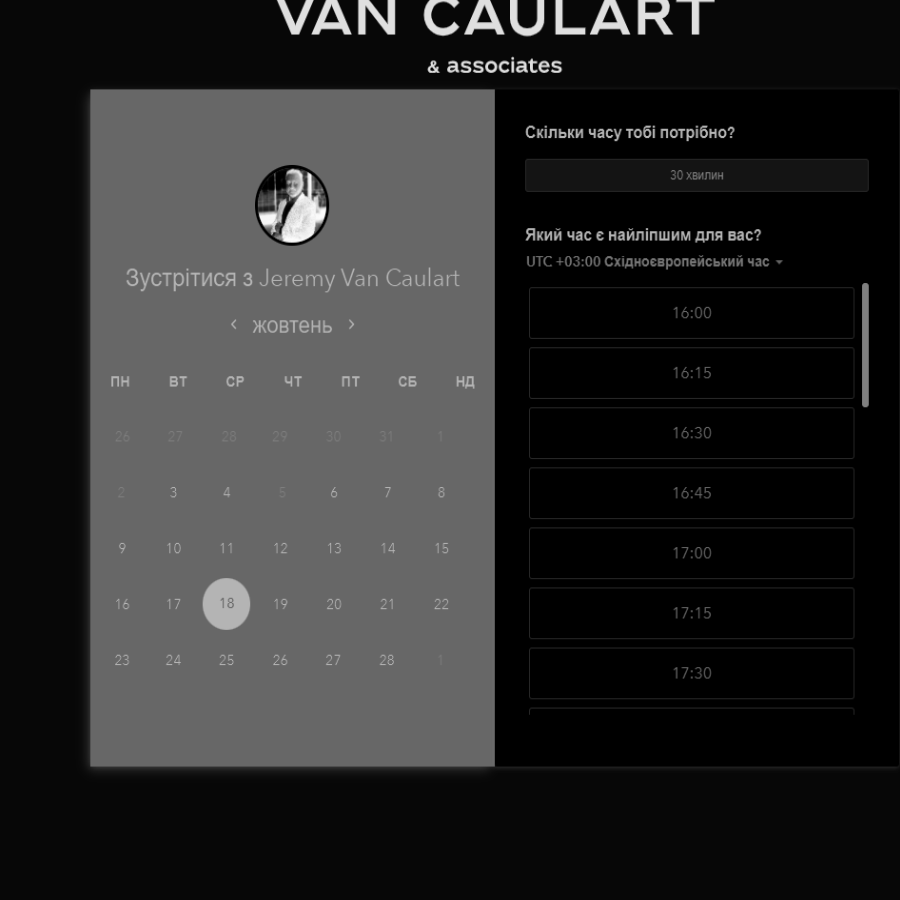 VAN CAULART
& associates
Зустрітися з Jeremy Van Caulart
жовтень
ПН ВТ СР ЧТ ПТ СБ НД
26 27 28 29 30 31 1
2 3 4 5 6 7 8
9 10 11 12 13 14 15
16 17 18 19 20 21 22
23 24 25 26 27 28 1
Скільки часу тобі потрібно?
30 хвилин
Який час є найліпшим для вас?
UTC +03:00 Східноєвропейський час
16:00
16:15
16:30
16:45
17:00
17:15
17:30